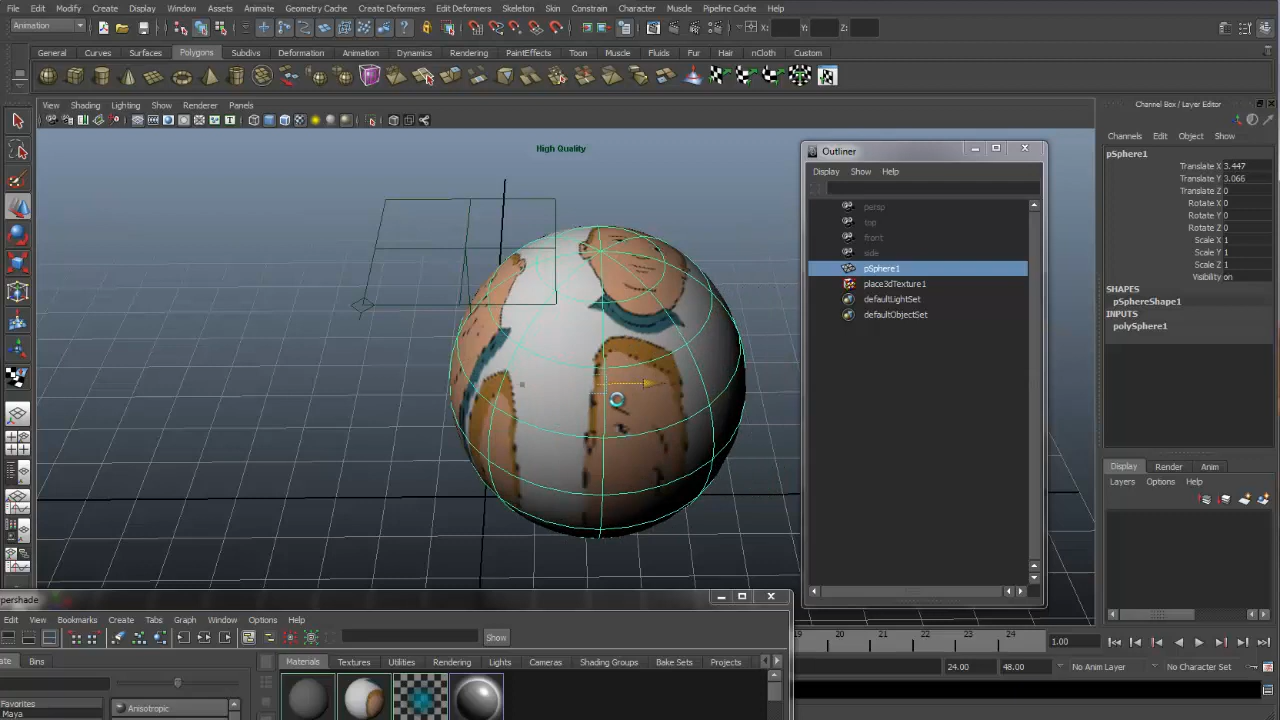 File Edit Modify Create Display Window Assets Animate Geometry Cache Create Deformers Edit Deformers Skeleton Skin Constrain Character Muscle Pipeline Cache Help
Animation X: Y: Z:
General Curves Surfaces Polygons Subdivs Deformation Animation Dynamics Rendering PaintEffects Toon Muscle Fluids Fur Hair nCloth Custom
View Shading Lighting Show Renderer Panels
High Quality
Outliner
Display Show Help
persp
top
front
side
pSphere1
place3dTexture1
defaultLightSet
defaultObjectSet
Channel Box / Layer Editor
Channels Edit Object Show
pSphere1
Translate X 3.447
Translate Y 3.066
Translate Z 0
Rotate X 0
Rotate Y 0
Rotate Z 0
Scale X 1
Scale Y 1
Scale Z 1
Visibility on
SHAPES
pSphereShape1
INPUTS
polySphere1
Display Render Anim
Layers Options Help
19 20 21 22 23 24 1.00
24.00 48.00 No Anim Layer No Character Set
pershade
Edit View Bookmarks Create Tabs Graph Window Options Help
Show
ate Bins
Materials Textures Utilities Rendering Lights Cameras Shading Groups Bake Sets Projects
Favorites
Maya
Anisotropic